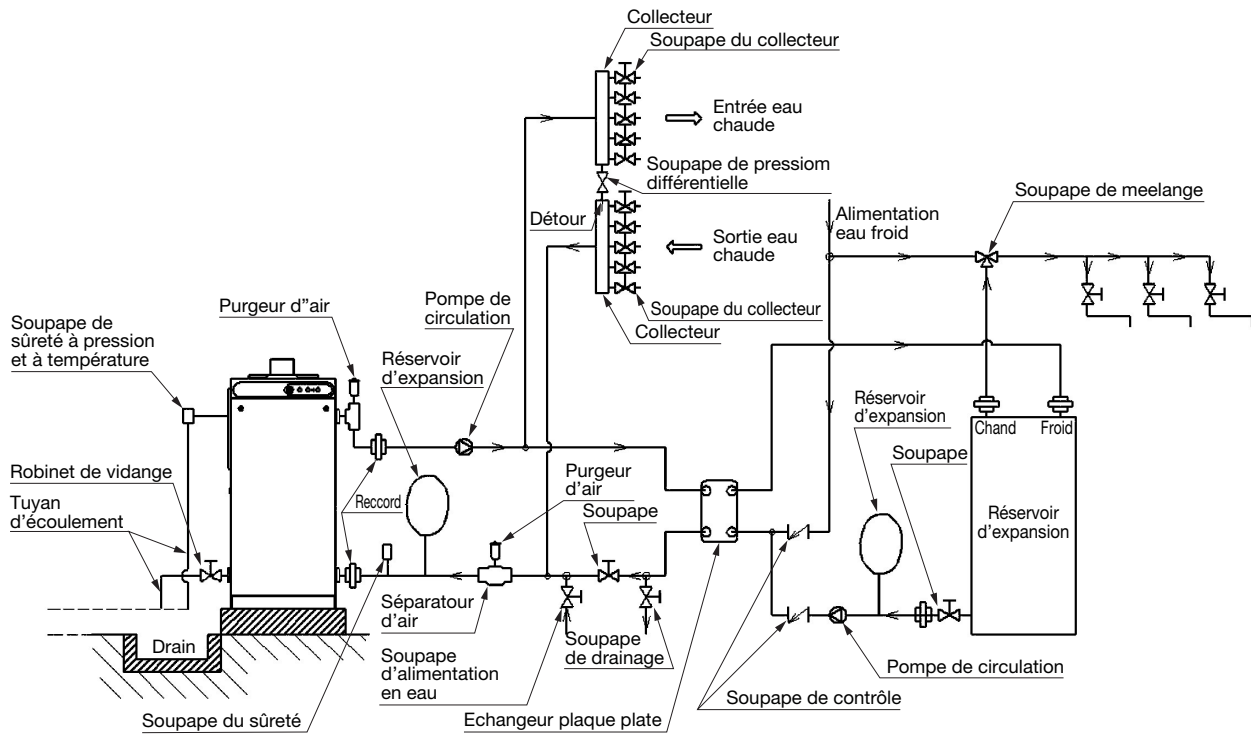 Collecteur
Soupape du collecteur
Entrée eau
chaude
Soupape de pressiom
différentielle
Soupape de meelange
Détour
Alimentation
eau froid
Sortie eau
chaude
Purgeur d"air
Pompe de
circulation
Soupape du collecteur
Collecteur
Soupape de
sûreté à pression
et à température
Réservoir
d'expansion
Réservoir
d'expansion
Chand
Froid
Soupape
Robinet de vidange
Purgeur
d'air
Reccord
Tuyan
d'écoulement
Soupape
Réservoir
d'expansion
Séparatour
d'air
Drain
Soupape
de drainage
Soupape
d'alimentation
en eau
Pompe de circulation
Soupape de contrôle
Soupape du sûreté
Echangeur plaque plate